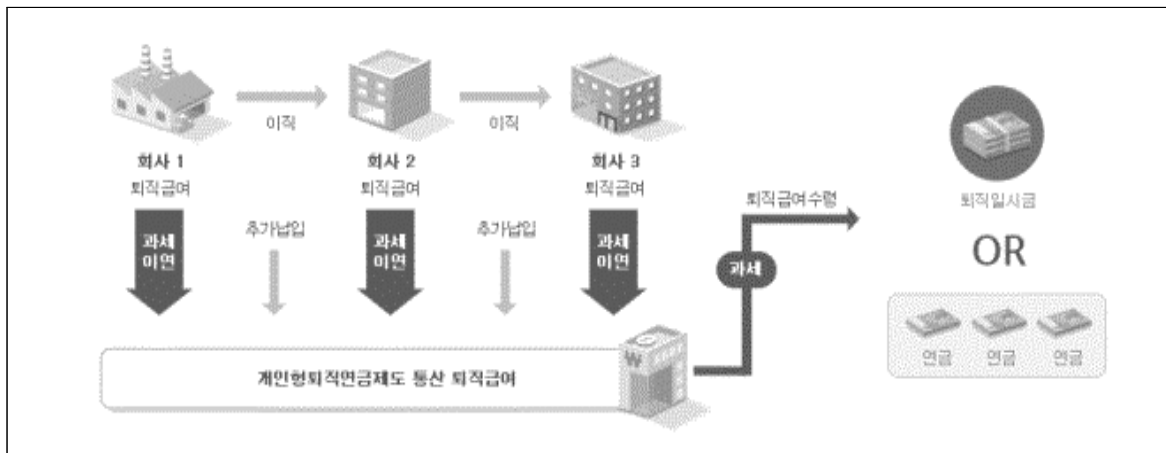 이직
이직
회사 1
회사 2
회사 3
퇴직급여
퇴직급여
퇴직급여
과세
이연
추가납입
과세
이연
추가납입
과세
이연
개인형퇴직연금제도 통산 퇴직급여
₩
퇴직급여수령
과세
퇴직일시금
OR
연금
연금
연금